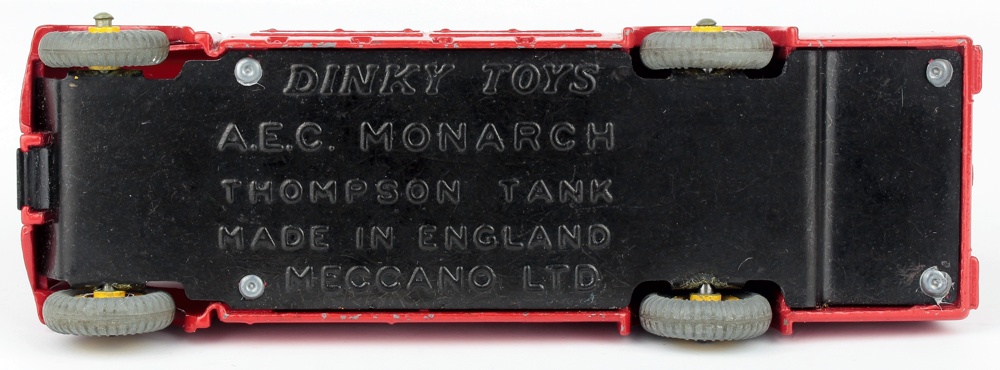 DINKY TOYS
A.E.C. MONARCH
THOMPSON TANK
MADE IN ENGLAND
MECCANO LTD